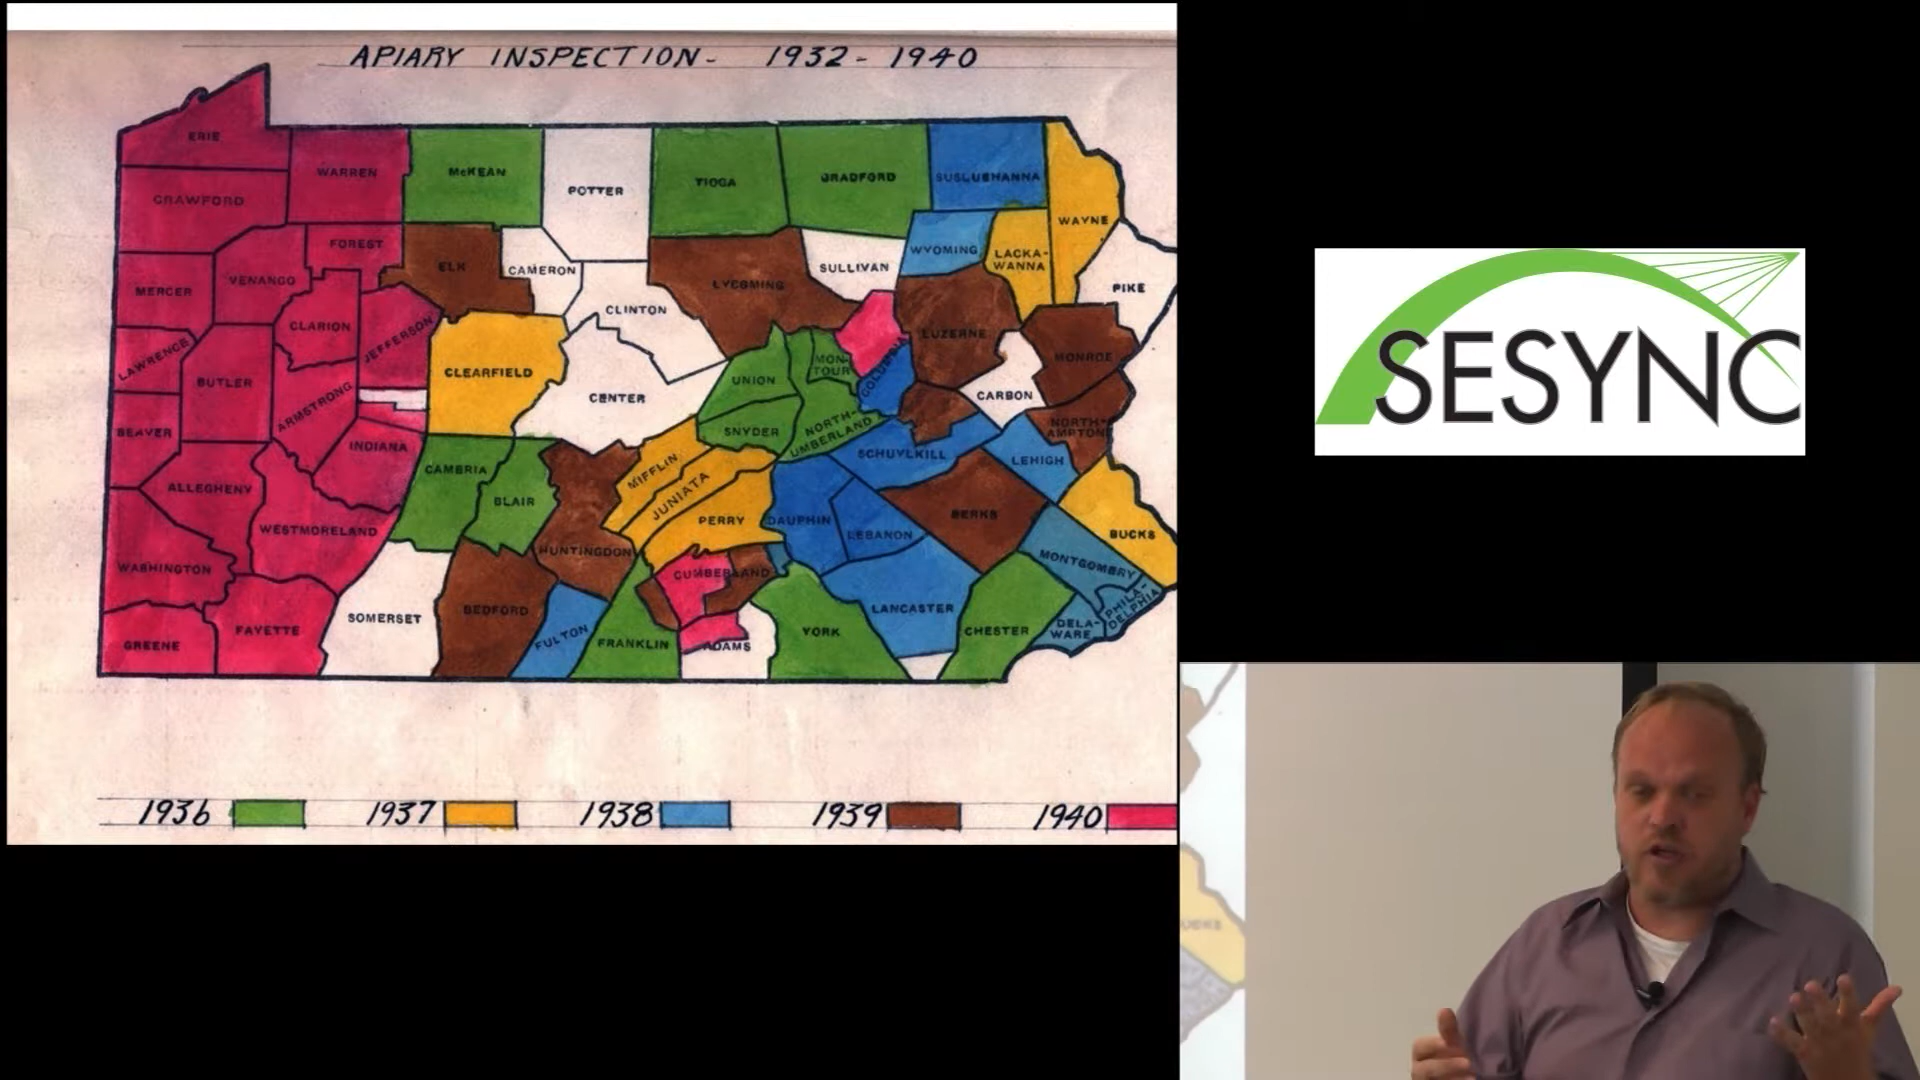 APIARY INSPECTION- 1932-1940
ERIE
WARREN
McKEAN
POTTER
TIOGA
BRADFORD
SUSLUEHANNA
CRAWFORD
WAYNE
FOREST
WYOMING
LACKA-
WANNA
MERCER
VENANGO
ELK
CAMERON
LYCOMING
SULLIVAN
PIKE
CLARION
JEFFERSON
CLINTON
LUZERNE
MONROE
LAWRENCE
BUTLER
CLEARFIELD
UNION
MON-
TOUR
COLUMBIA
CARBON
ARMSTRONG
CENTER
BEAVER
INDIANA
SNYDER
NORTH-
UMBERLAND
NORTH-
AMPTON
CAMBRIA
SCHUYLKILL
LEHIGH
ALLEGHENY
BLAIR
MIFFLIN
JUNIATA
WESTMORELAND
PERRY
DAUPHIN
LEBANON
BERKS
BUCKS
HUNTINGDON
WASHINGTON
CUMBERLAND
MONTGOMERY
PHILA-
DELPHIA
SOMERSET
BEDFORD
LANCASTER
GREENE
FAYETTE
FULTON
FRANKLIN
ADAMS
YORK
CHESTER
DELA-
WARE
1936
1937
1938
1939
1940
SESYNC